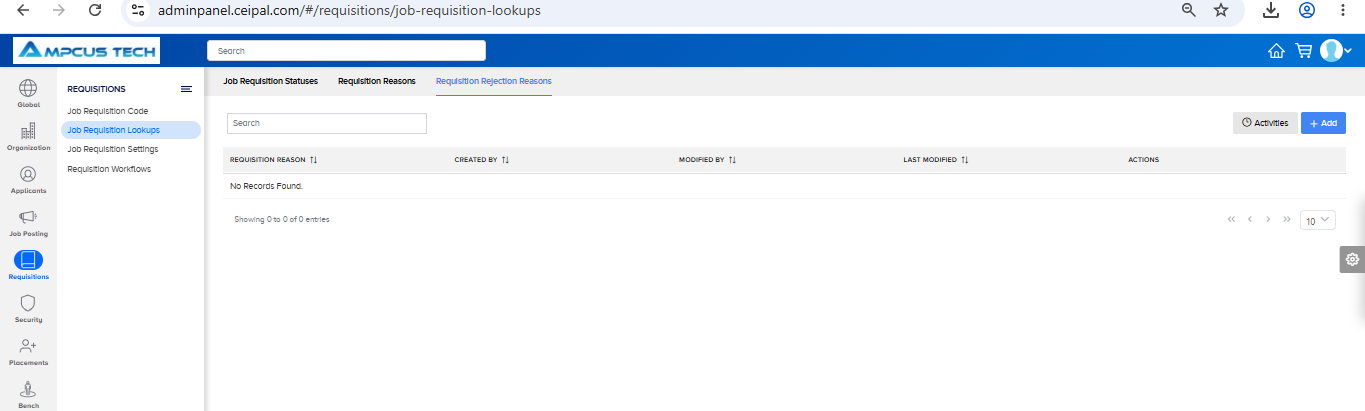 adminpanel.ceipal.com/#/requisitions/job-requisition-lookups
AMPCUS TECH
Search
Global
Organization
Applicants
Job Posting
Requisitions
Security
Placements
Bench
REQUISITIONS
Job Requisition Code
Job Requisition Lookups
Job Requisition Settings
Requisition Workflows
Job Requisition Statuses Requisition Reasons Requisition Rejection Reasons
Search Activities + Add
REQUISITION REASON CREATED BY MODIFIED BY LAST MODIFIED ACTIONS
No Records Found.
Showing 0 to 0 of 0 entries 10